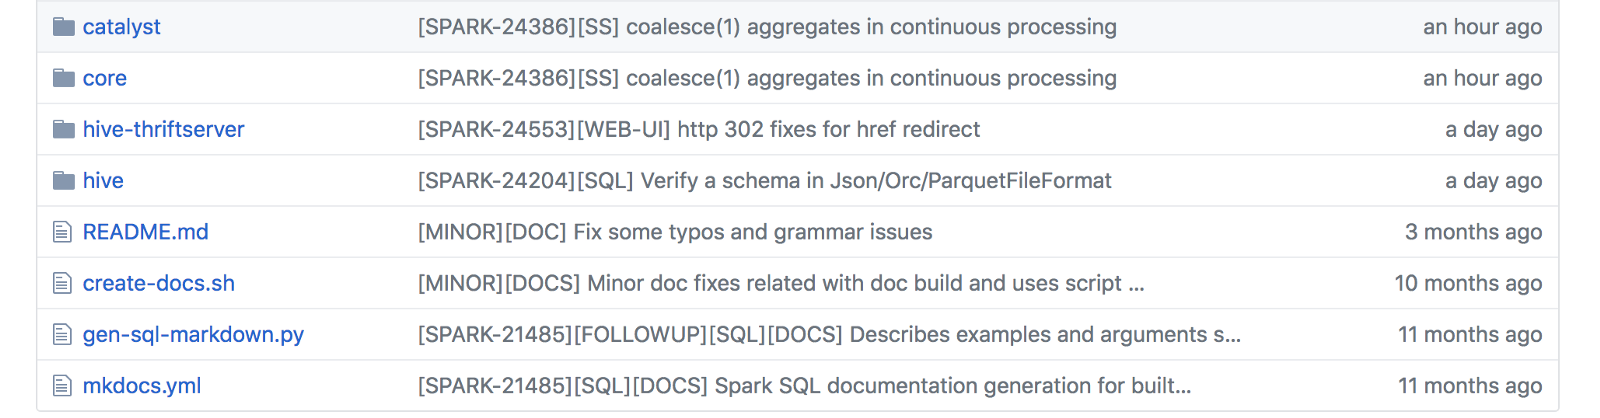 catalyst [SPARK-24386][SS] coalesce(1) aggregates in continuous processing an hour ago
core [SPARK-24386][SS] coalesce(1) aggregates in continuous processing an hour ago
hive-thriftserver [SPARK-24553][WEB-UI] http 302 fixes for href redirect a day ago
hive [SPARK-24204][SQL] Verify a schema in Json/Orc/ParquetFileFormat a day ago
README.md [MINOR][DOC] Fix some typos and grammar issues 3 months ago
create-docs.sh [MINOR][DOCS] Minor doc fixes related with doc build and uses script ... 10 months ago
gen-sql-markdown.py [SPARK-21485][FOLLOWUP][SQL][DOCS] Describes examples and arguments s... 11 months ago
mkdocs.yml [SPARK-21485][SQL][DOCS] Spark SQL documentation generation for built... 11 months ago